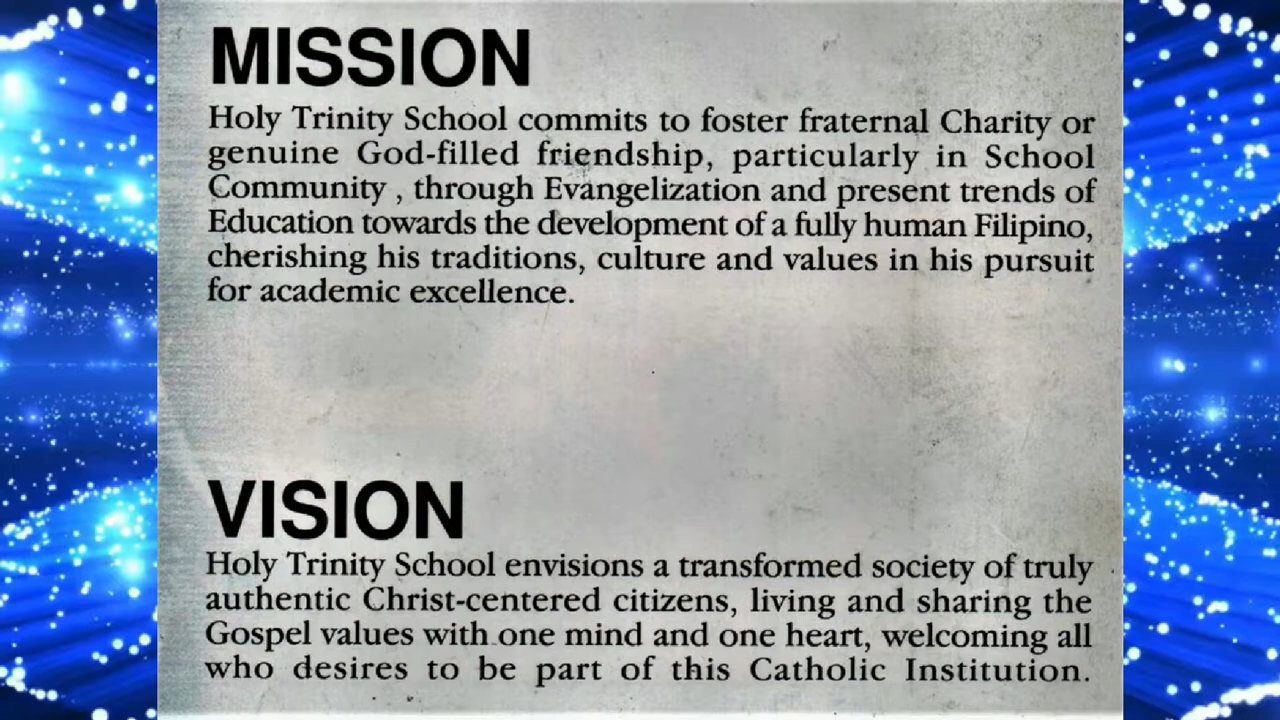 MISSION
Holy Trinity School commits to foster fraternal Charity or
genuine God-filled friendship, particularly in School
Community , through Evangelization and present trends of
Education towards the development of a fully human Filipino,
cherishing his traditions, culture and values in his pursuit
for academic excellence.
VISION
Holy Trinity School envisions a transformed society of truly
authentic Christ-centered citizens, living and sharing the
Gospel values with one mind and one heart, welcoming all
who desires to be part of this Catholic Institution.